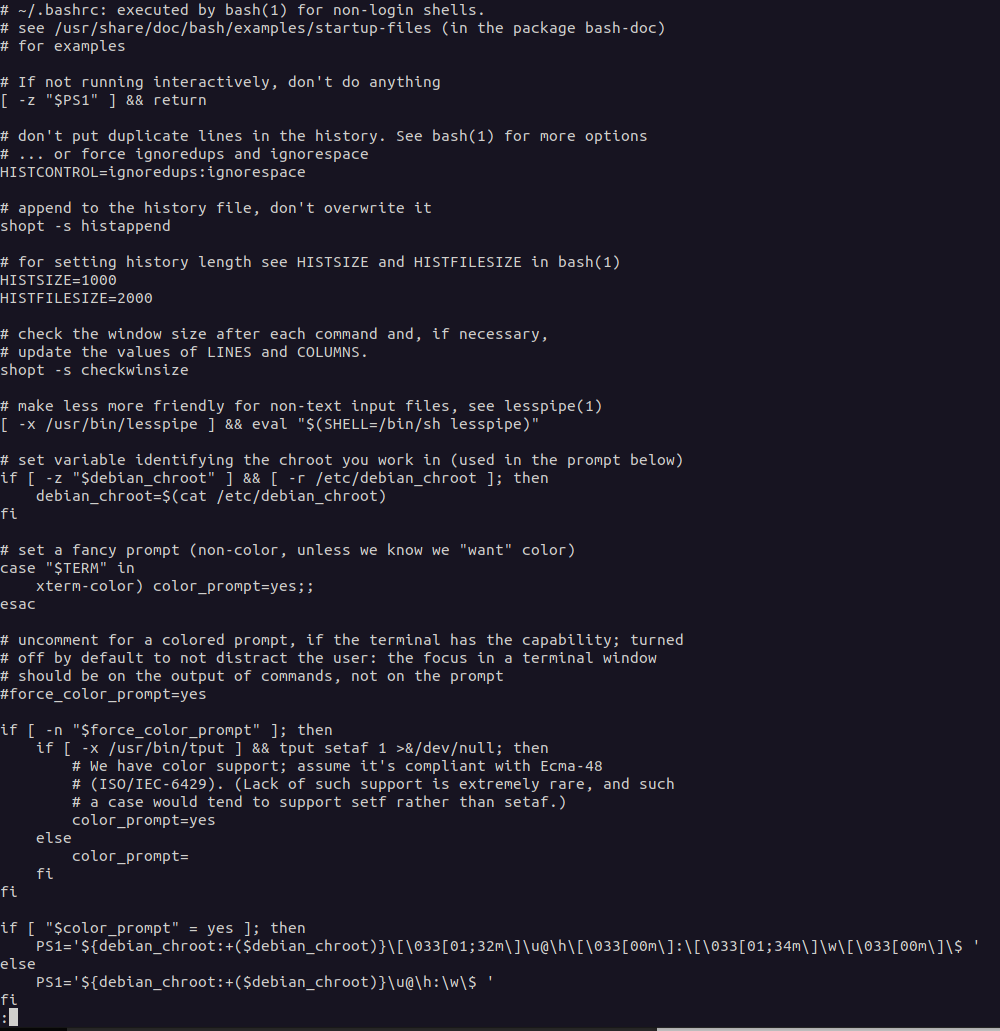 # ~/.bashrc: executed by bash(1) for non-login shells.
# see /usr/share/doc/bash/examples/startup-files (in the package bash-doc)
# for examples

# If not running interactively, don't do anything
[ -z "$PS1" ] && return

# don't put duplicate lines in the history. See bash(1) for more options
# ... or force ignoredups and ignorespace
HISTCONTROL=ignoredups:ignorespace

# append to the history file, don't overwrite it
shopt -s histappend

# for setting history length see HISTSIZE and HISTFILESIZE in bash(1)
HISTSIZE=1000
HISTFILESIZE=2000

# check the window size after each command and, if necessary,
# update the values of LINES and COLUMNS.
shopt -s checkwinsize

# make less more friendly for non-text input files, see lesspipe(1)
[ -x /usr/bin/lesspipe ] && eval "$(SHELL=/bin/sh lesspipe)"

# set variable identifying the chroot you work in (used in the prompt below)
if [ -z "$debian_chroot" ] && [ -r /etc/debian_chroot ]; then
    debian_chroot=$(cat /etc/debian_chroot)
fi

# set a fancy prompt (non-color, unless we know we "want" color)
case "$TERM" in
    xterm-color) color_prompt=yes;;
esac

# uncomment for a colored prompt, if the terminal has the capability; turned
# off by default to not distract the user: the focus in a terminal window
# should be on the output of commands, not on the prompt
#force_color_prompt=yes

if [ -n "$force_color_prompt" ]; then
    if [ -x /usr/bin/tput ] && tput setaf 1 >&/dev/null; then
        # We have color support; assume it's compliant with Ecma-48
        # (ISO/IEC-6429). (Lack of such support is extremely rare, and such
        # a case would tend to support setf rather than setaf.)
        color_prompt=yes
    else
        color_prompt=
    fi
fi

if [ "$color_prompt" = yes ]; then
    PS1='${debian_chroot:+($debian_chroot)}\[\033[01;32m\]\u@\h\[\033[00m\]:\[\033[01;34m\]\w\[\033[00m\]\$ '
else
    PS1='${debian_chroot:+($debian_chroot)}\u@\h:\w\$ '
fi
: